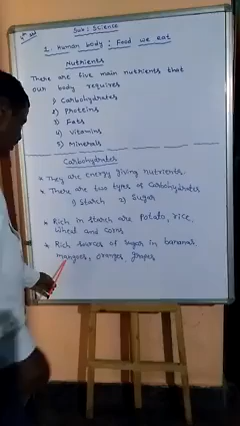 Sub: Science
1. Human body : Food we eat
Nutrients
There are five main nutrients that
our body requires
1) Carbohydrates
2) Proteins
3) Fats
4) Vitamins
5) Minerals
Carbohydrates
* They are energy giving nutrients.
* There are two types of Carbohydrates
1) Starch 2) Sugar
* Rich in starch are Potato, rice,
Wheat and Corns
* Rich sources of sugar in bananas
mangoes, oranges, grapes